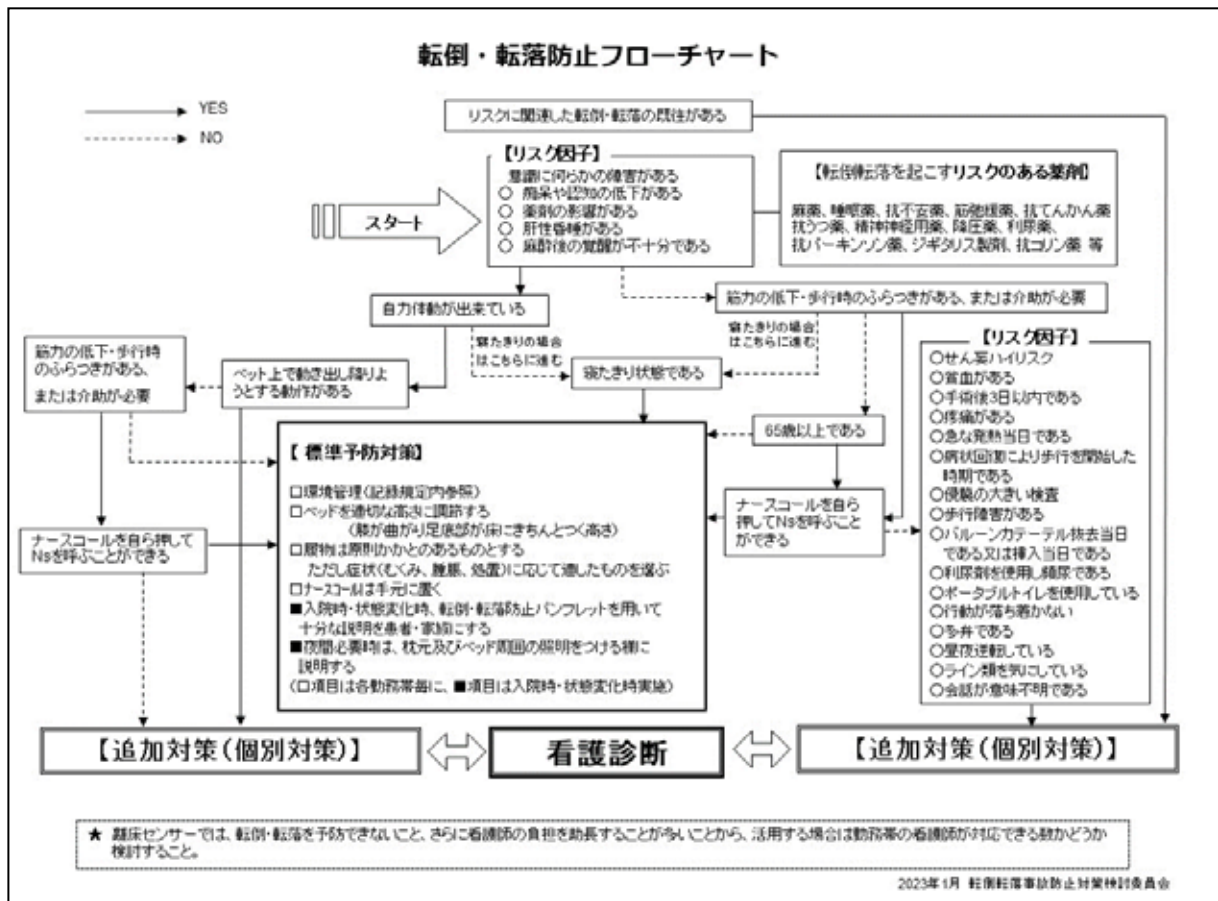 転倒・転落防止フローチャート
YES
NO
リスクに関連した転倒・転落の既往がある
スタート
【リスク因子】
意識に何らかの障害がある
○ 痴呆や認知の低下がある
○ 薬剤の影響がある
○ 肝性昏睡がある
○ 麻酔後の覚醒が不十分である
【転倒転落を起こすリスクのある薬剤】
麻薬、睡眠薬、抗不安薬、筋弛緩薬、抗てんかん薬
抗うつ薬、精神神経用薬、降圧薬、利尿薬、
抗パーキンソン薬、ジギタリス製剤、抗コリン薬 等
自力体動が出来ている
筋力の低下・歩行時のふらつきがある、または介助が必要
寝たきりの場合
はこちらに進む
寝たきりの場合
はこちらに進む
筋力の低下・歩行時
のふらつきがある、
または介助が必要
ベット上で動き出し降りよ
うとする動作がある
寝たきり状態である
65歳以上である
ナースコールを自ら
押してNsを呼ぶこと
ができる
ナースコールを自ら押して
Nsを呼ぶことができる
【 標準予防対策】
□環境管理(記録規定内参照)
□ベッドを適切な高さに調節する
(膝が曲がり足底部が床にきちんとつく高さ)
□履物は原則かかとのあるものとする
ただし症状(むくみ、腫脹、処置)に応じて適したものを選ぶ
□ナースコールは手元に置く
■入院時・状態変化時、転倒・転落防止パンフレットを用いて
十分な説明を患者・家族にする
■夜間必要時は、枕元及びベッド周囲の照明をつける様に
説明する
(□項目は各勤務帯毎に、■項目は入院時・状態変化時実施)
【リスク因子】
○せん妄ハイリスク
○貧血がある
○手術後3日以内である
○疼痛がある
○急な発熱当日である
○病状回復により歩行を開始した
時期である
○侵襲の大きい検査
○歩行障害がある
○バルーンカテーテル抜去当日
である又は挿入当日である
○利尿剤を使用し頻尿である
○ポータブルトイレを使用している
○行動が落ち着かない
○多弁である
○昼夜逆転している
○ライン類を気にしている
○会話が意味不明である
【追加対策(個別対策)】
看護診断
【追加対策(個別対策)】
★ 離床センサーでは、転倒・転落を予防できないこと、さらに看護師の負担を助長することが多いことから、活用する場合は勤務帯の看護師が対応できる数かどうか
検討すること。
2023年1月 転倒転落事故防止対策検討委員会